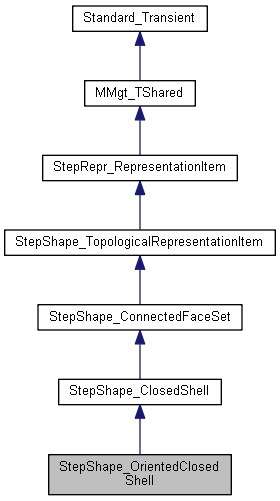 Standard_Transient
MMgt_TShared
StepRepr_RepresentationItem
StepShape_TopologicalRepresentationItem
StepShape_ConnectedFaceSet
StepShape_ClosedShell
StepShape_OrientedClosed
Shell